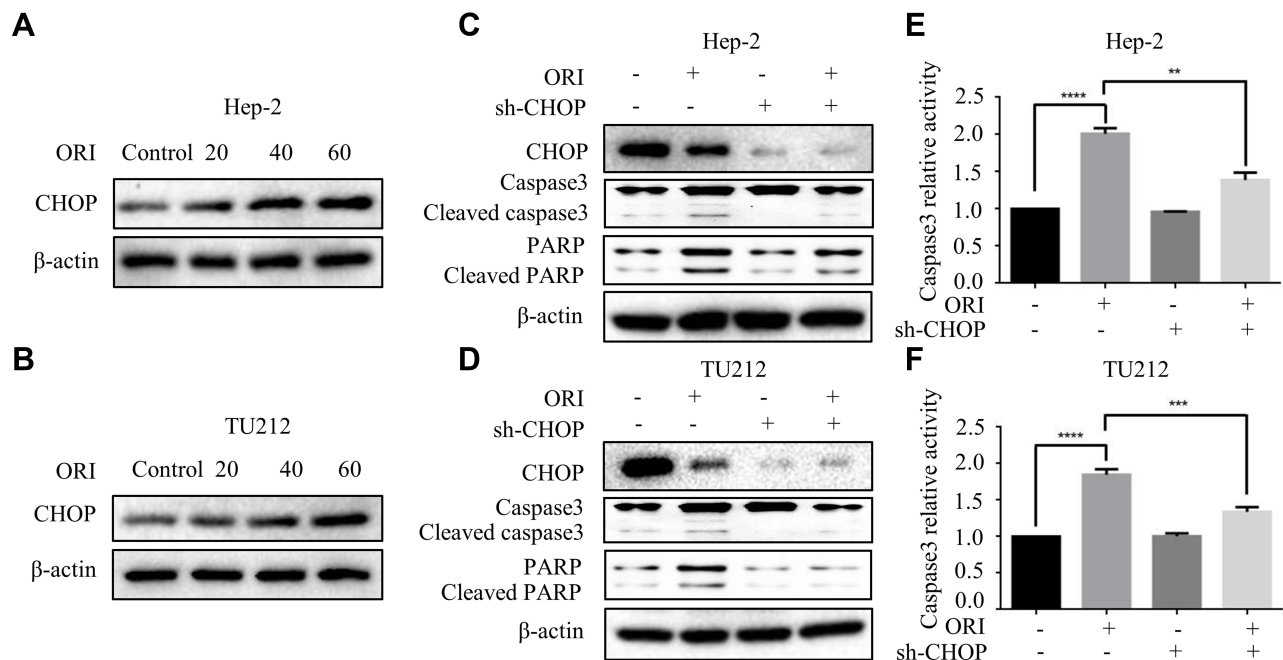 A
Hep-2
ORI Control 20 40 60
CHOP
β-actin
B
TU212
ORI Control 20 40 60
CHOP
β-actin
C
Hep-2
ORI - + - +
sh-CHOP - - + +
CHOP
Caspase3
Cleaved caspase3
PARP
Cleaved PARP
β-actin
D
TU212
ORI - + - +
sh-CHOP - - + +
CHOP
Caspase3
Cleaved caspase3
PARP
Cleaved PARP
β-actin
E
Hep-2
Caspase3 relative activity
2.5
2.0
1.5
1.0
0.5
0.0
****
**
ORI - + - +
sh-CHOP - - + +
F
TU212
Caspase3 relative activity
2.5
2.0
1.5
1.0
0.5
0.0
****
***
ORI - + - +
sh-CHOP - - + +